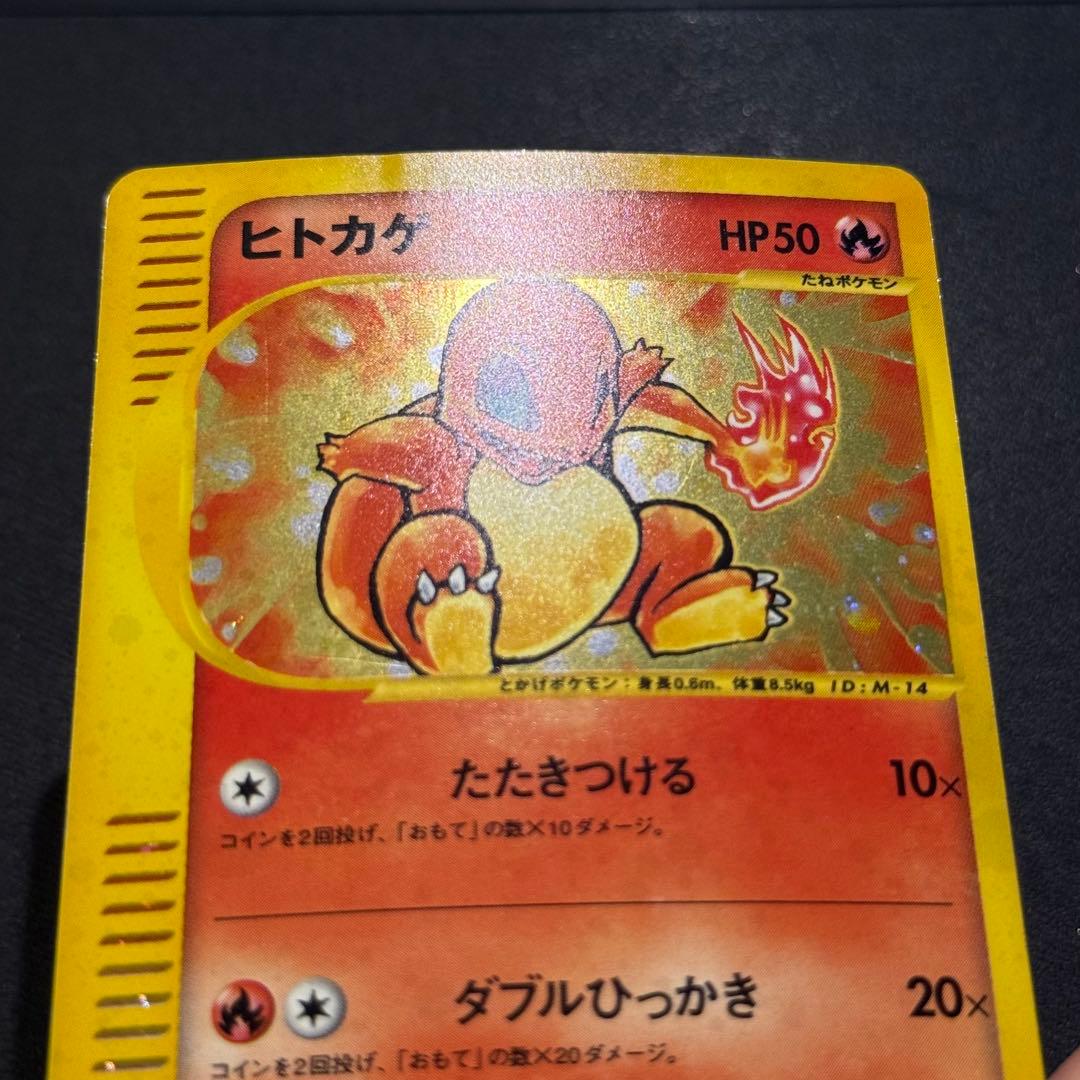 ヒトカゲ HP50
たねポケモン
とかげポケモン:身長0.6m、体重8.5kg ID:M-14
たたきつける 10×
コインを2回投げ、「おもて」の数×10ダメージ。
ダブルひっかき 20×
コインを2回投げ、「おもて」の数×20ダメージ。